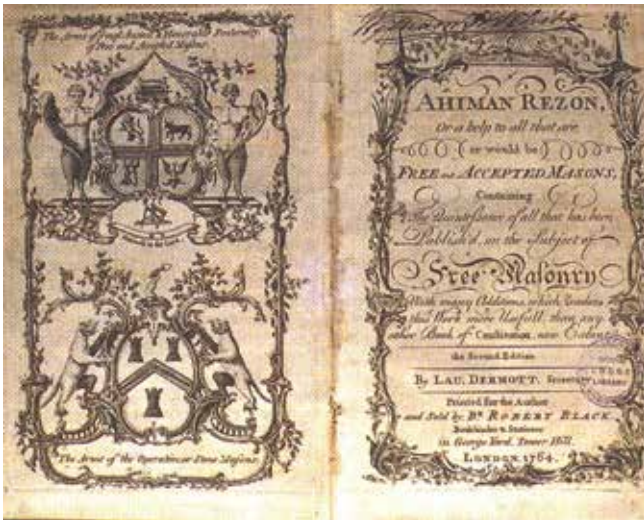 The Arms of ye most Ancient & Honorable Fraternity
of Free and Accepted Masons.
The Arms of the Operative, or Stone Masons.
AHIMAN REZON,
Or a help to all that are
(or would be)
FREE and ACCEPTED MASONS,
Containing
The Quintessence of all that has been
Publish'd on the Subject of
Free Masonry
With many Additions, which Renders
this Work more Usefull, than any
other Book of Constitution, now Extant.
the Second Edition
By LAU. DERMOTT. Secretary
Printed for the Author
and Sold by Br. ROBERT BLACK.
Bookbinder & Stationer
in George Yard, Tower Hill.
LONDON 1764.
LIBRARY